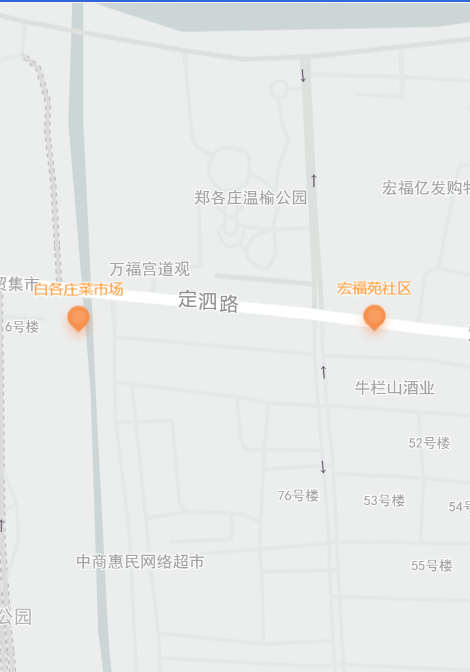 郑各庄温榆公园
宏福亿发购物
万福宫道观
贸集市
白各庄菜市场
宏福苑社区
定泗路
6号楼
牛栏山酒业
52号楼
76号楼
53号楼
54号
中商惠民网络超市
55号楼
公园